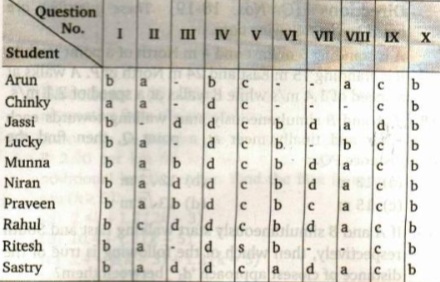 Question No.
Student
I II III IV V VI VII VIII IX X
Arun b a - b c - - a c b
Chinky a a - d c - - - c b
Jassi b - d d c b d a d b
Lucky b a - d c b. - b c b
Munna b a b d c b d a c b
Niran b a d d c b d a c b
Praveen b a b c b c a b
Rahul b c d d c b d a c b
Ritesh b a - d s b - - c b
Sastry b a d d c a d a c b